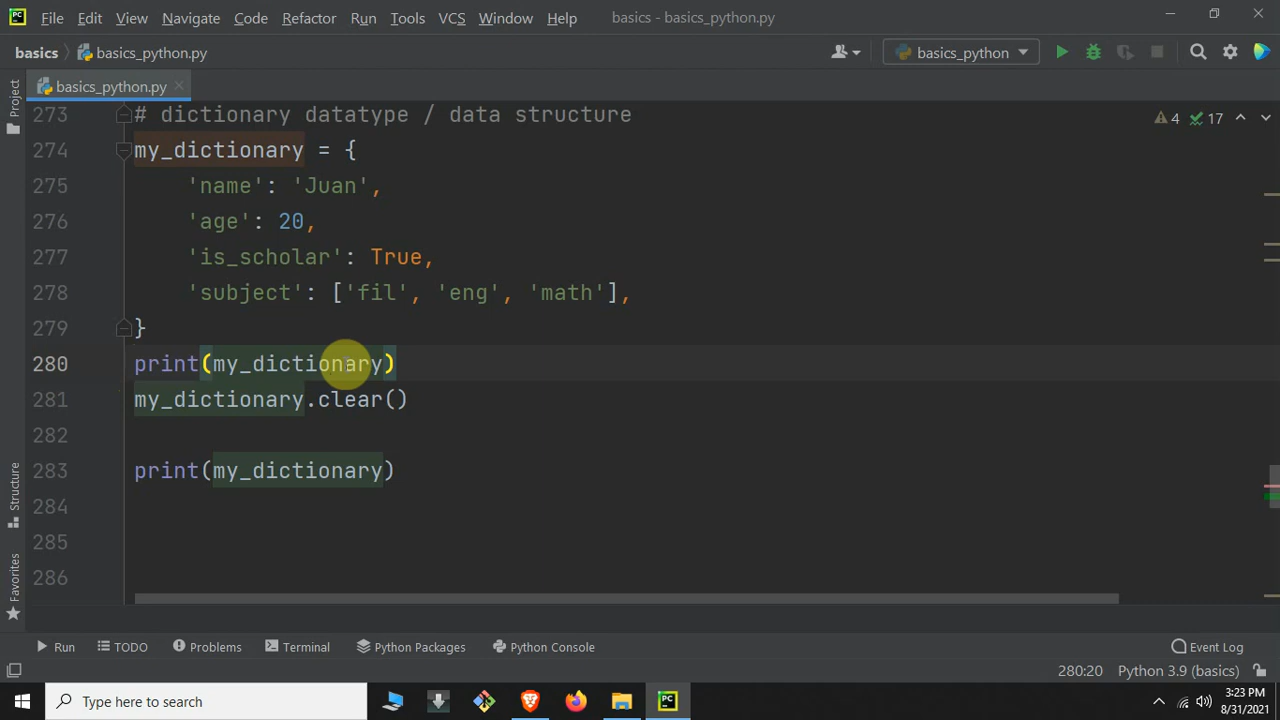 PC File Edit View Navigate Code Refactor Run Tools VCS Window Help basics - basics_python.py
basics basics_python.py basics_python
Project basics_python.py
273 # dictionary datatype / data structure 4 17
274 my_dictionary = {
275 'name': 'Juan',
276 'age': 20,
277 'is_scholar': True,
278 'subject': ['fil', 'eng', 'math'],
279 }
280 print(my_dictionary)
281 my_dictionary.clear()
282
283 print(my_dictionary)
284
285
286
Structure
Favorites
Run TODO Problems Terminal Python Packages Python Console Event Log
280:20 Python 3.9 (basics)
Type here to search PC 3:23 PM
8/31/2021